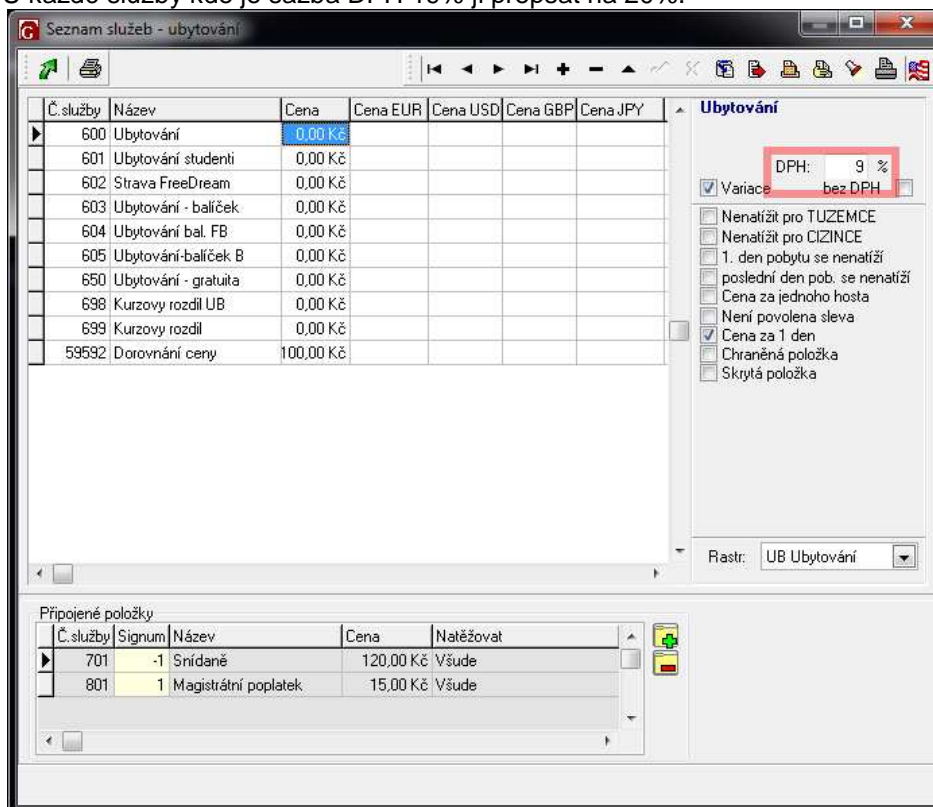 U každé služby kde je sazba DPH 19% ji přepsat na 20%.
Seznam služeb - ubytování
Č.služby Název Cena Cena EUR Cena USD Cena GBP Cena JPY
600 Ubytování 0,00 Kč
601 Ubytování studenti 0,00 Kč
602 Strava FreeDream 0,00 Kč
603 Ubytování - balíček 0,00 Kč
604 Ubytování bal. FB 0,00 Kč
605 Ubytování-balíček B 0,00 Kč
650 Ubytování - gratuita 0,00 Kč
698 Kurzovy rozdil UB 0,00 Kč
699 Kurzovy rozdil 0,00 Kč
59592 Dorovnání ceny 100,00 Kč
Ubytování
DPH: 9 %
Variace bez DPH
Nenatížit pro TUZEMCE
Nenatížit pro CIZINCE
1. den pobytu se nenatíží
poslední den pob. se nenatíží
Cena za jednoho hosta
Není povolena sleva
Cena za 1 den
Chraněná položka
Skrytá položka
Rastr: UB Ubytování
Připojené položky
Č.služby Signum Název Cena Natěžovat
701 -1 Snídaně 120,00 Kč Všude
801 1 Magistrátní poplatek 15,00 Kč Všude